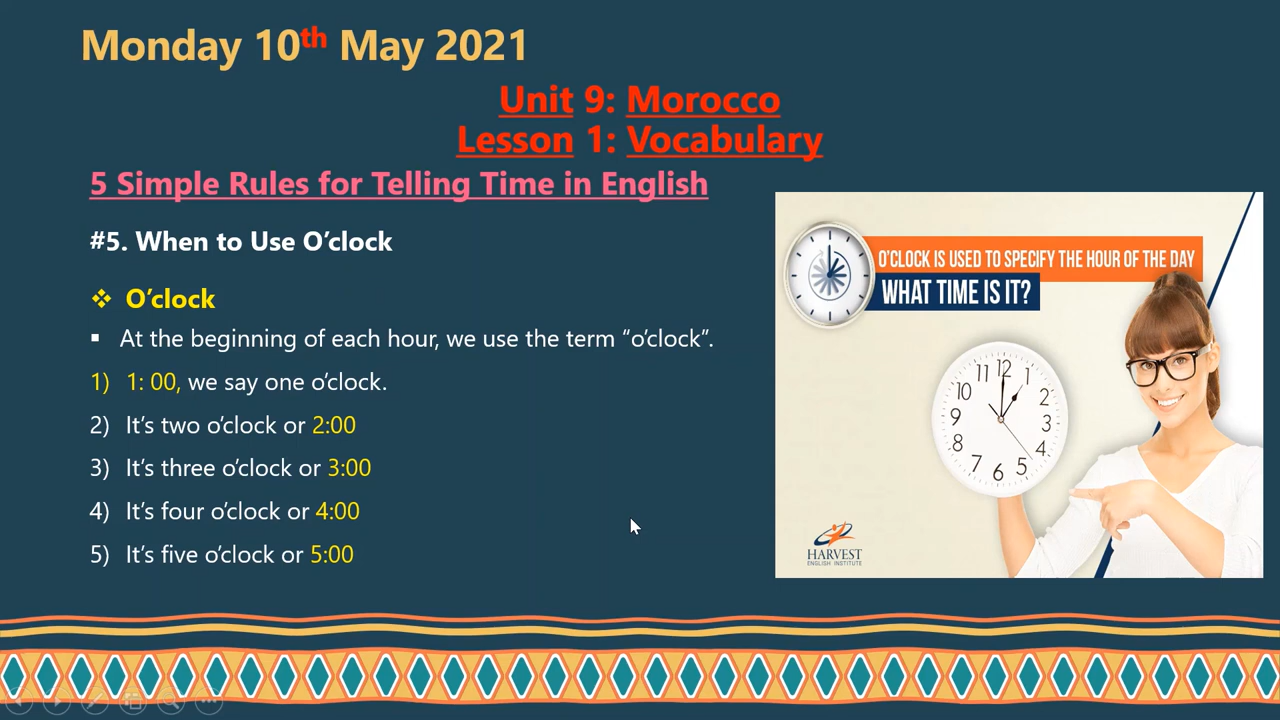 Monday 10th May 2021
Unit 9: Morocco
Lesson 1: Vocabulary
5 Simple Rules for Telling Time in English
#5. When to Use O’clock
❖ O’clock
▪ At the beginning of each hour, we use the term “o’clock”.
1) 1: 00, we say one o’clock.
2) It’s two o’clock or 2:00
3) It’s three o’clock or 3:00
4) It’s four o’clock or 4:00
5) It’s five o’clock or 5:00
O'CLOCK IS USED TO SPECIFY THE HOUR OF THE DAY
WHAT TIME IS IT?
12
11 1
10 2
9 3
8 4
7 5
6
HARVEST
ENGLISH INSTITUTE